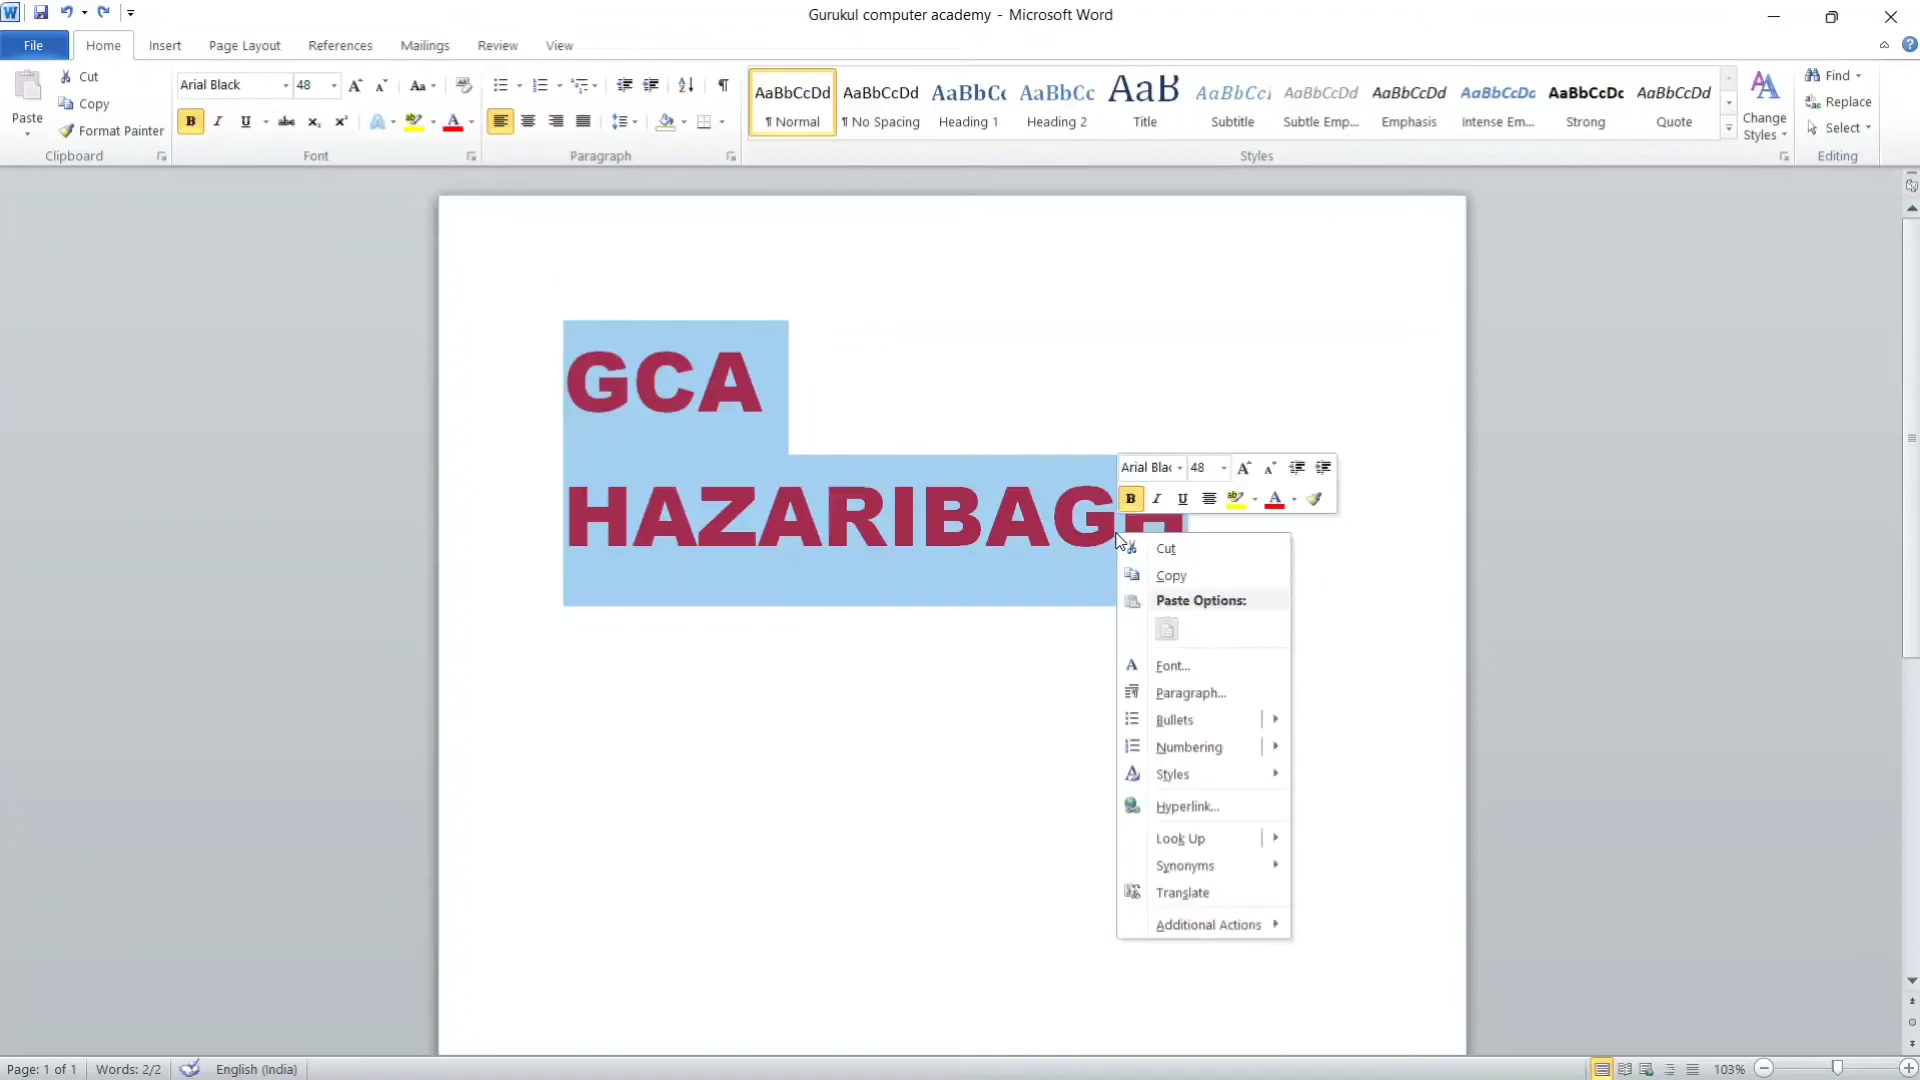 Gurukul computer academy - Microsoft Word
File Home Insert Page Layout References Mailings Review View
Paste
Cut
Copy
Format Painter
Clipboard
Arial Black 48
Font
Paragraph
AaBbCcDd AaBbCcDd AaBbCc AaBbCc AaB AaBbCcl AaBbCcDd AaBbCcDd AaBbCcDc AaBbCcDc AaBbCcDd
¶ Normal ¶ No Spacing Heading 1 Heading 2 Title Subtitle Subtle Emp... Emphasis Intense Em... Strong Quote
Styles
Change
Styles
Find
Replace
Select
Editing
GCA
HAZARIBAGH
Arial Blac 48
Cut
Copy
Paste Options:
Font...
Paragraph...
Bullets
Numbering
Styles
Hyperlink...
Look Up
Synonyms
Translate
Additional Actions
Page: 1 of 1 Words: 2/2 English (India) 103%